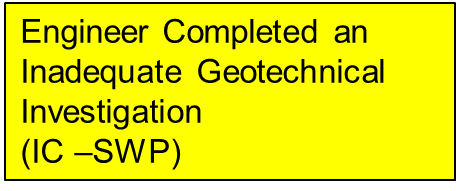 Engineer Completed an
Inadequate Geotechnical
Investigation
(IC –SWP)